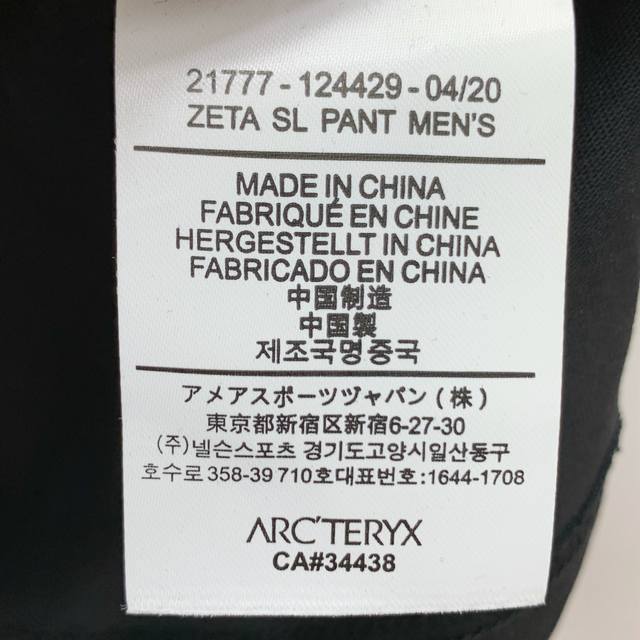 21777 - 124429 - 04/20
ZETA SL PANT MEN'S
MADE IN CHINA
FABRIQUÉ EN CHINE
HERGESTELLT IN CHINA
FABRICADO EN CHINA
中国制造
中国製
제조국명중국
アメアスポーツヅャパン (株)
東京都新宿区新宿6-27-30
(주)넬슨스포츠 경기도고양시일산동구
호수로 358-39 710호대표번호:1644-1708
ARC'TERYX
CA#34438